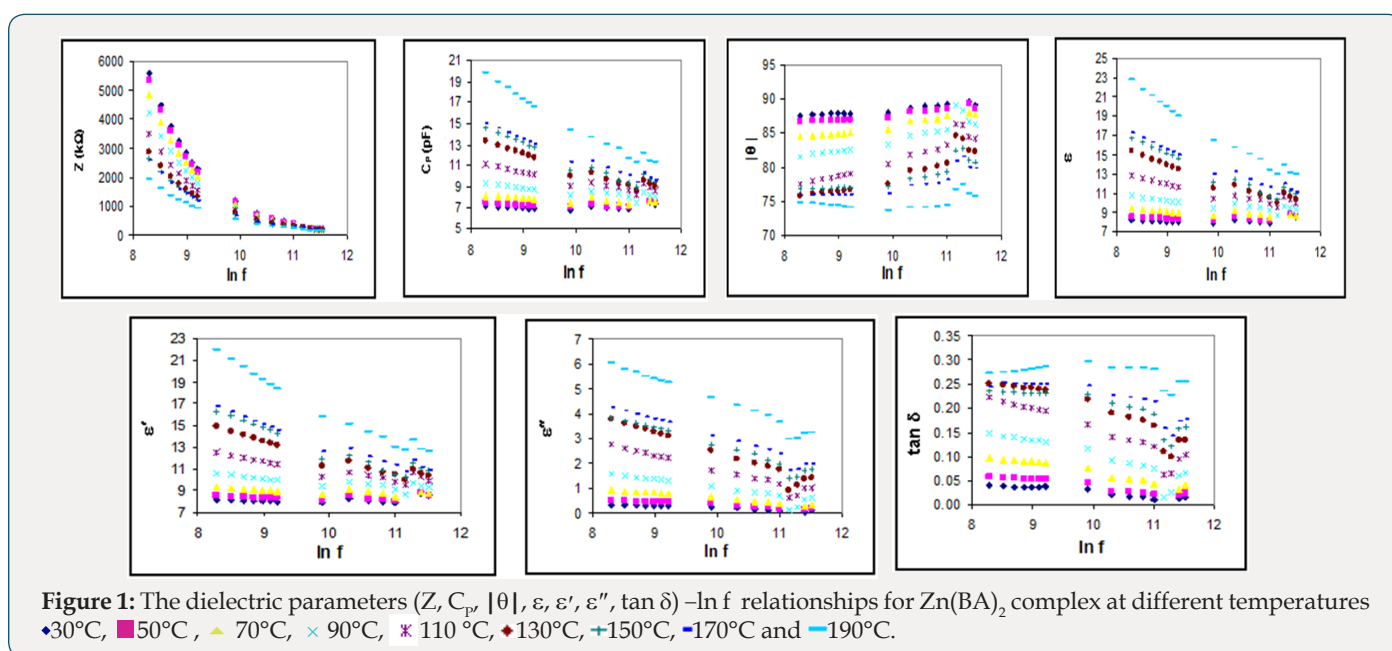 Z (kΩ)
6000
5000
4000
3000
2000
1000
0
8 9 10 11 12
ln f
C_P (pF)
21
19
17
15
13
11
9
7
5
8 9 10 11 12
ln f
|θ|
95
90
85
80
75
70
8 9 10 11 12
ln f
ε
25
23
21
19
17
15
13
11
9
7
8 9 10 11 12
ln f
ε′
23
21
19
17
15
13
11
9
7
8 9 10 11 12
ln f
ε″
7
6
5
4
3
2
1
0
8 9 10 11 12
ln f
tan δ
0.35
0.30
0.25
0.20
0.15
0.10
0.05
0.00
8 9 10 11 12
ln f
Figure 1: The dielectric parameters (Z, C_P, |θ|, ε, ε′, ε″, tan δ) –ln f relationships for Zn(BA)₂ complex at different temperatures
30°C, 50°C , 70°C, 90°C, 110 °C, 130°C, 150°C, 170°C and 190°C.